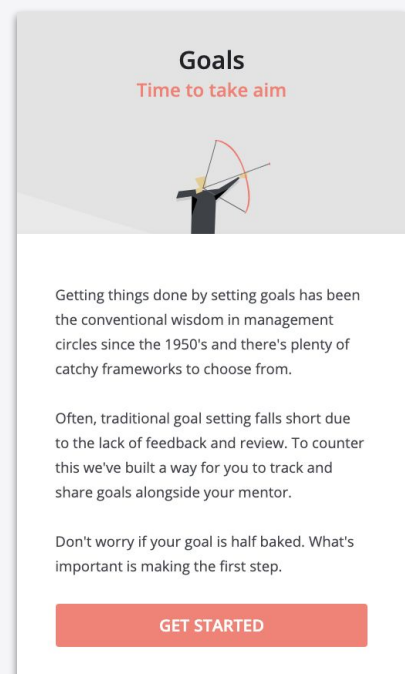 Goals
Time to take aim
Getting things done by setting goals has been
the conventional wisdom in management
circles since the 1950's and there's plenty of
catchy frameworks to choose from.
Often, traditional goal setting falls short due
to the lack of feedback and review. To counter
this we've built a way for you to track and
share goals alongside your mentor.
Don't worry if your goal is half baked. What's
important is making the first step.
GET STARTED